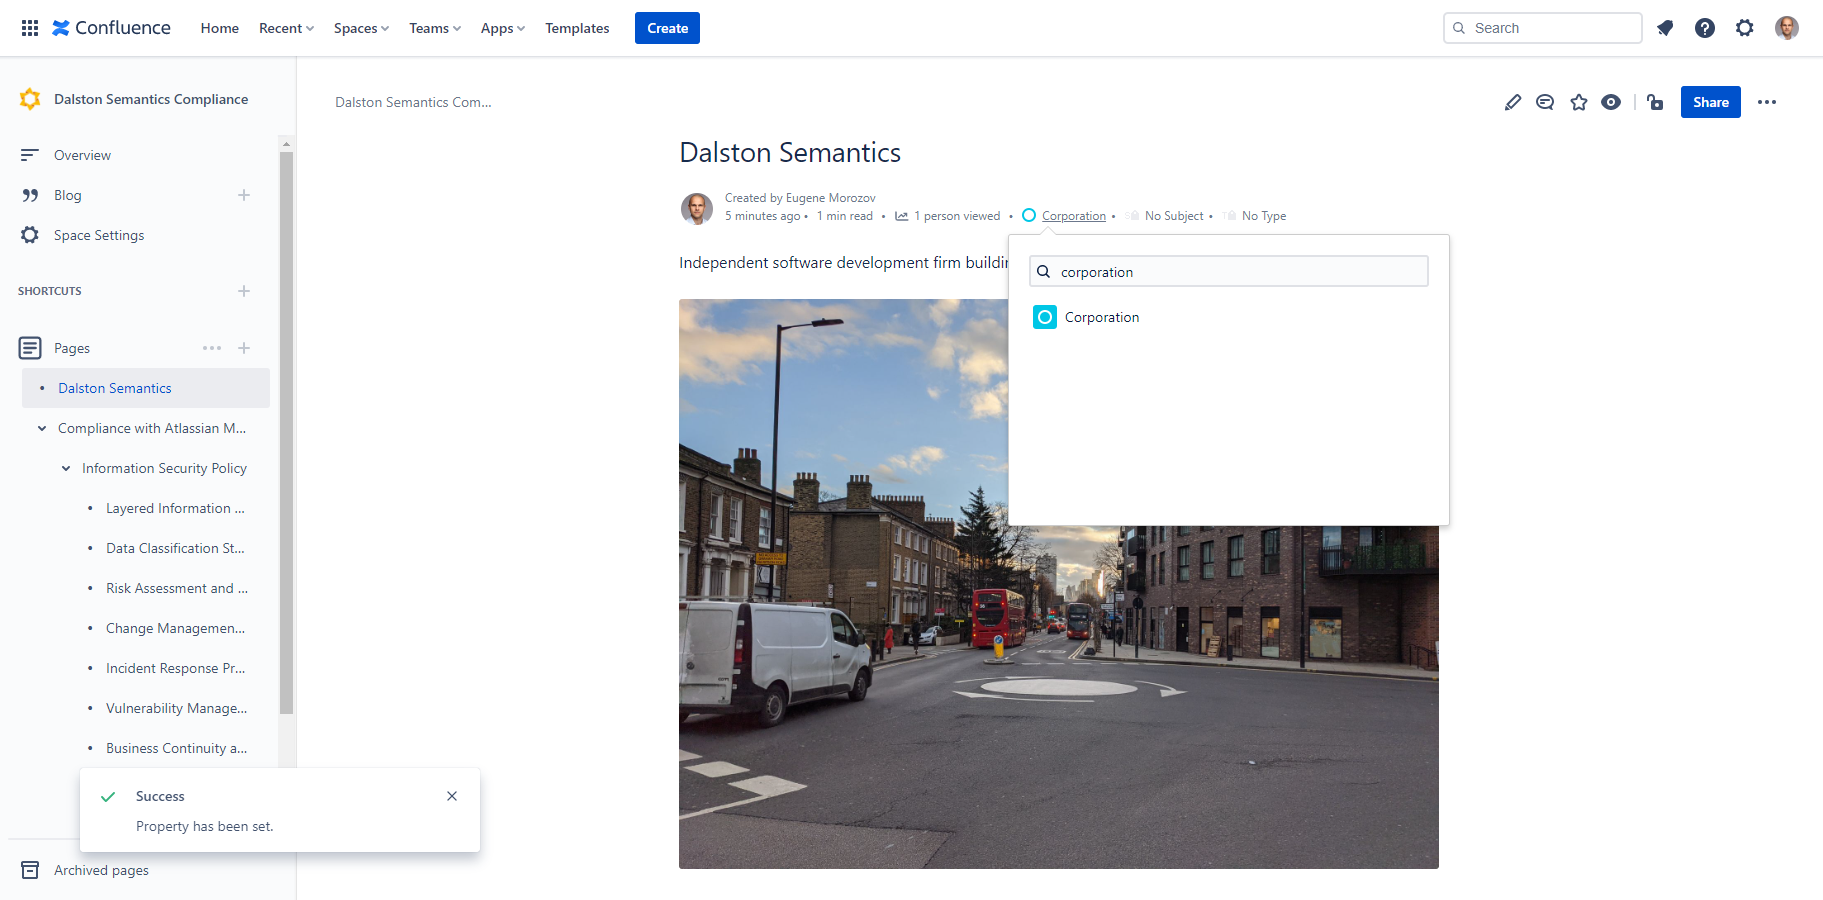 Confluence
Home
Recent
Spaces
Teams
Apps
Templates
Create
Search
Dalston Semantics Compliance
Overview
Blog
Space Settings
SHORTCUTS
Pages
Dalston Semantics
Compliance with Atlassian M...
Information Security Policy
Layered Information ...
Data Classification St...
Risk Assessment and ...
Change Managemen...
Incident Response Pr...
Vulnerability Manage...
Business Continuity a...
Success
Property has been set.
Archived pages
Dalston Semantics Com...
Share
Dalston Semantics
Created by Eugene Morozov
5 minutes ago • 1 min read • 1 person viewed • Corporation • No Subject • No Type
Independent software development firm buildin
corporation
Corporation